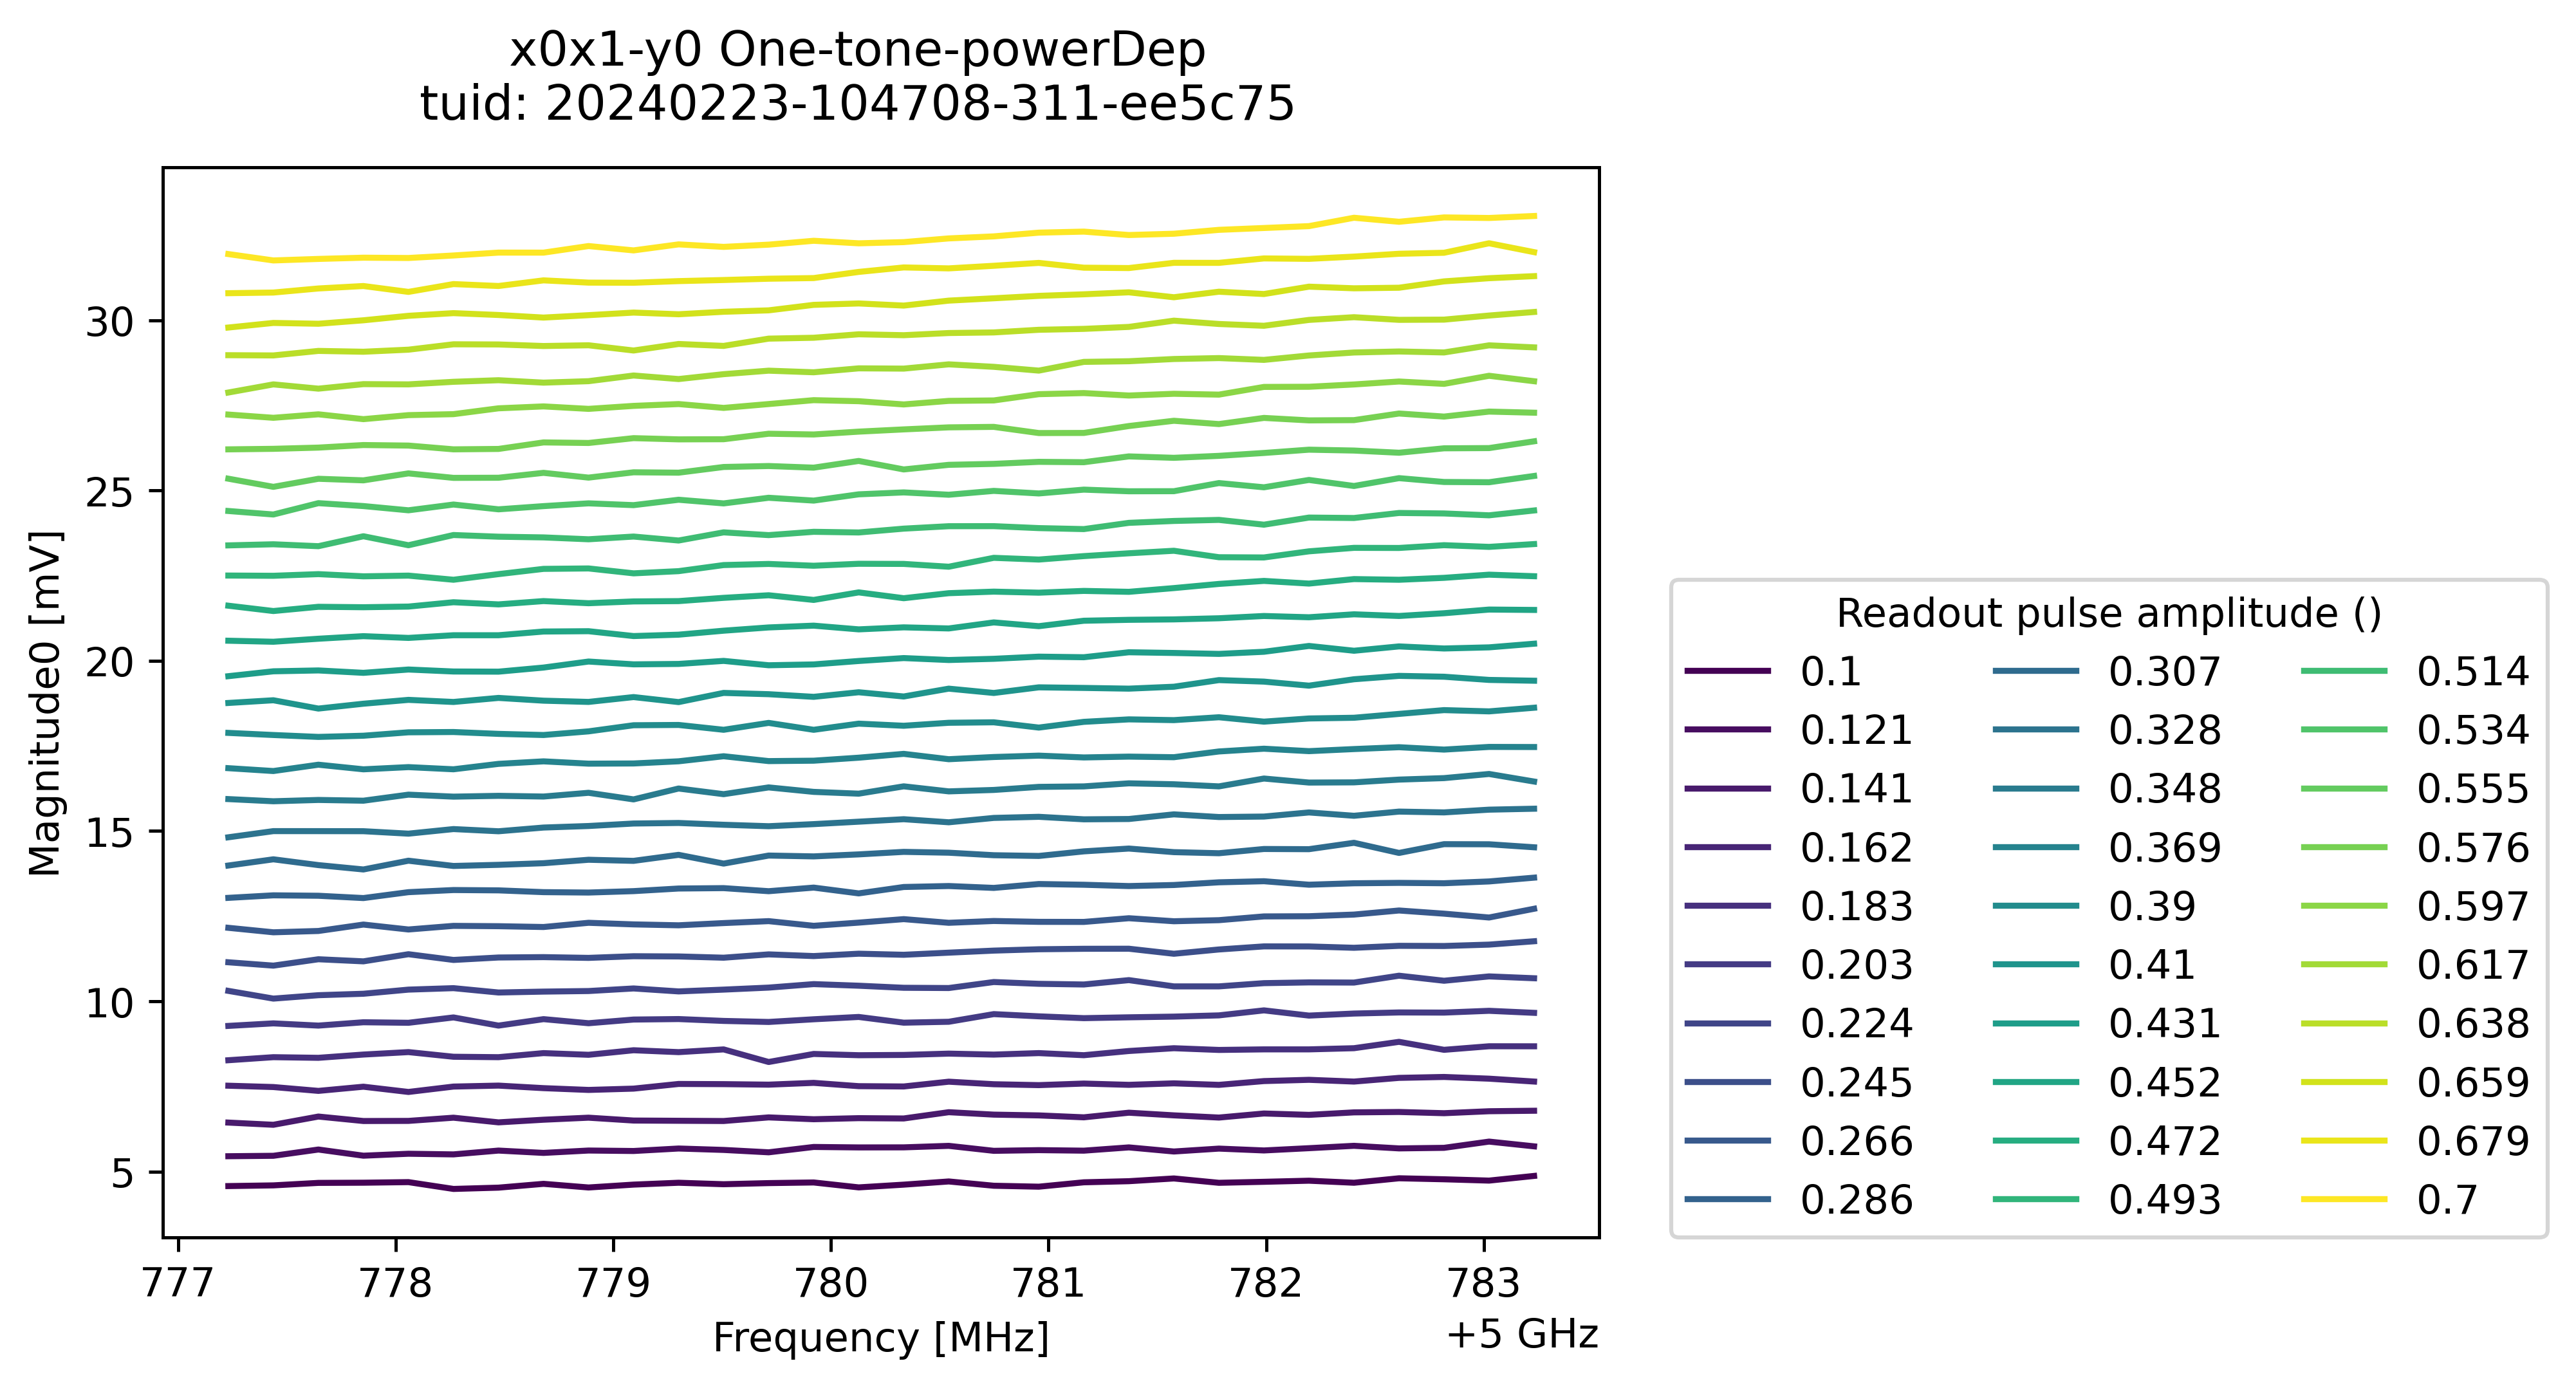 x0x1-y0 One-tone-powerDep
tuid: 20240223-104708-311-ee5c75
Magnitude0 [mV]
30
25
20
15
10
5
777 778 779 780 781 782 783
Frequency [MHz]
+5 GHz
Readout pulse amplitude ()
0.1 0.307 0.514
0.121 0.328 0.534
0.141 0.348 0.555
0.162 0.369 0.576
0.183 0.39 0.597
0.203 0.41 0.617
0.224 0.431 0.638
0.245 0.452 0.659
0.266 0.472 0.679
0.286 0.493 0.7